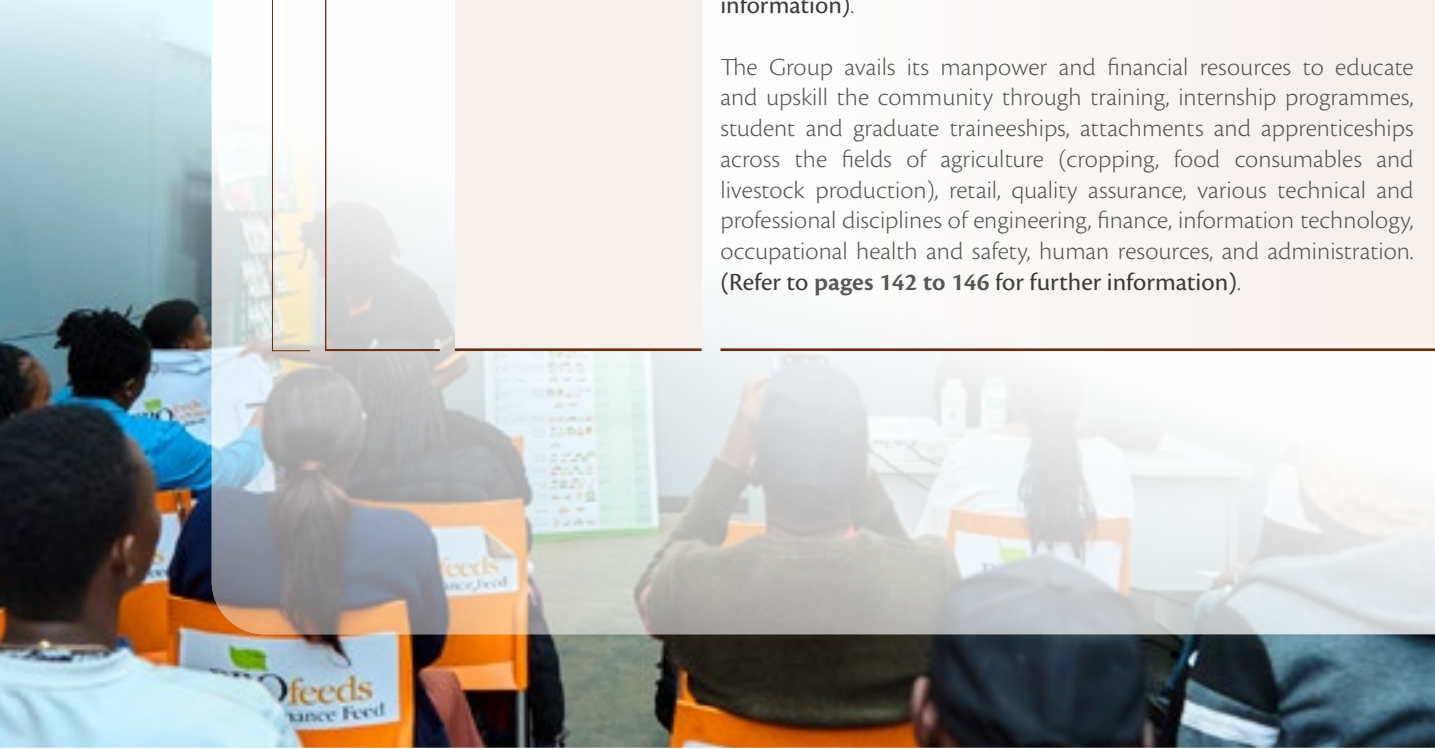 information).
The Group avails its manpower and financial resources to educate
and upskill the community through training, internship programmes,
student and graduate traineeships, attachments and apprenticeships
across the fields of agriculture (cropping, food consumables and
livestock production), retail, quality assurance, various technical and
professional disciplines of engineering, finance, information technology,
occupational health and safety, human resources, and administration.
(Refer to pages 142 to 146 for further information).
feeds
Feed
Ofeeds
Feed